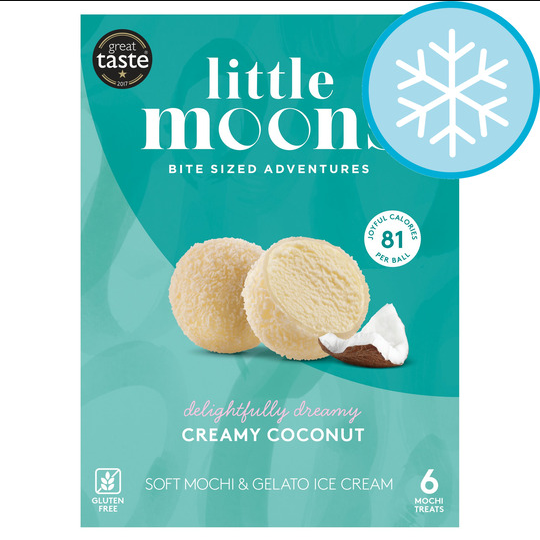 great
taste
2017
little
moons
BITE SIZED ADVENTURES
JOYFUL CALORIES
81
PER BALL
delightfully dreamy
CREAMY COCONUT
SOFT MOCHI & GELATO ICE CREAM
GLUTEN
FREE
6
MOCHI
TREATS